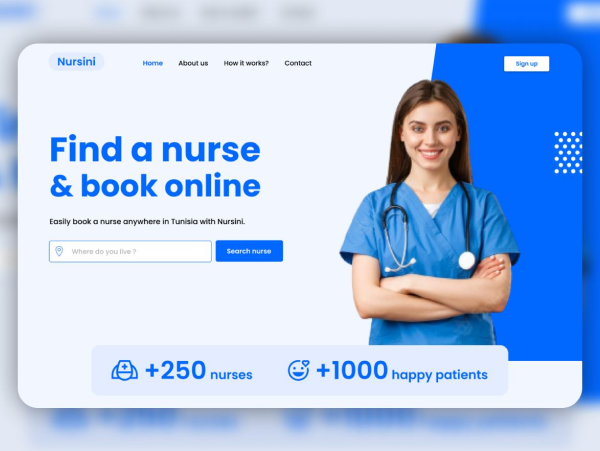 Nursini
Home About us How it works? Contact
Sign up
Find a nurse
& book online
Easily book a nurse anywhere in Tunisia with Nursini.
Where do you live ?
Search nurse
+250 nurses
+1000 happy patients